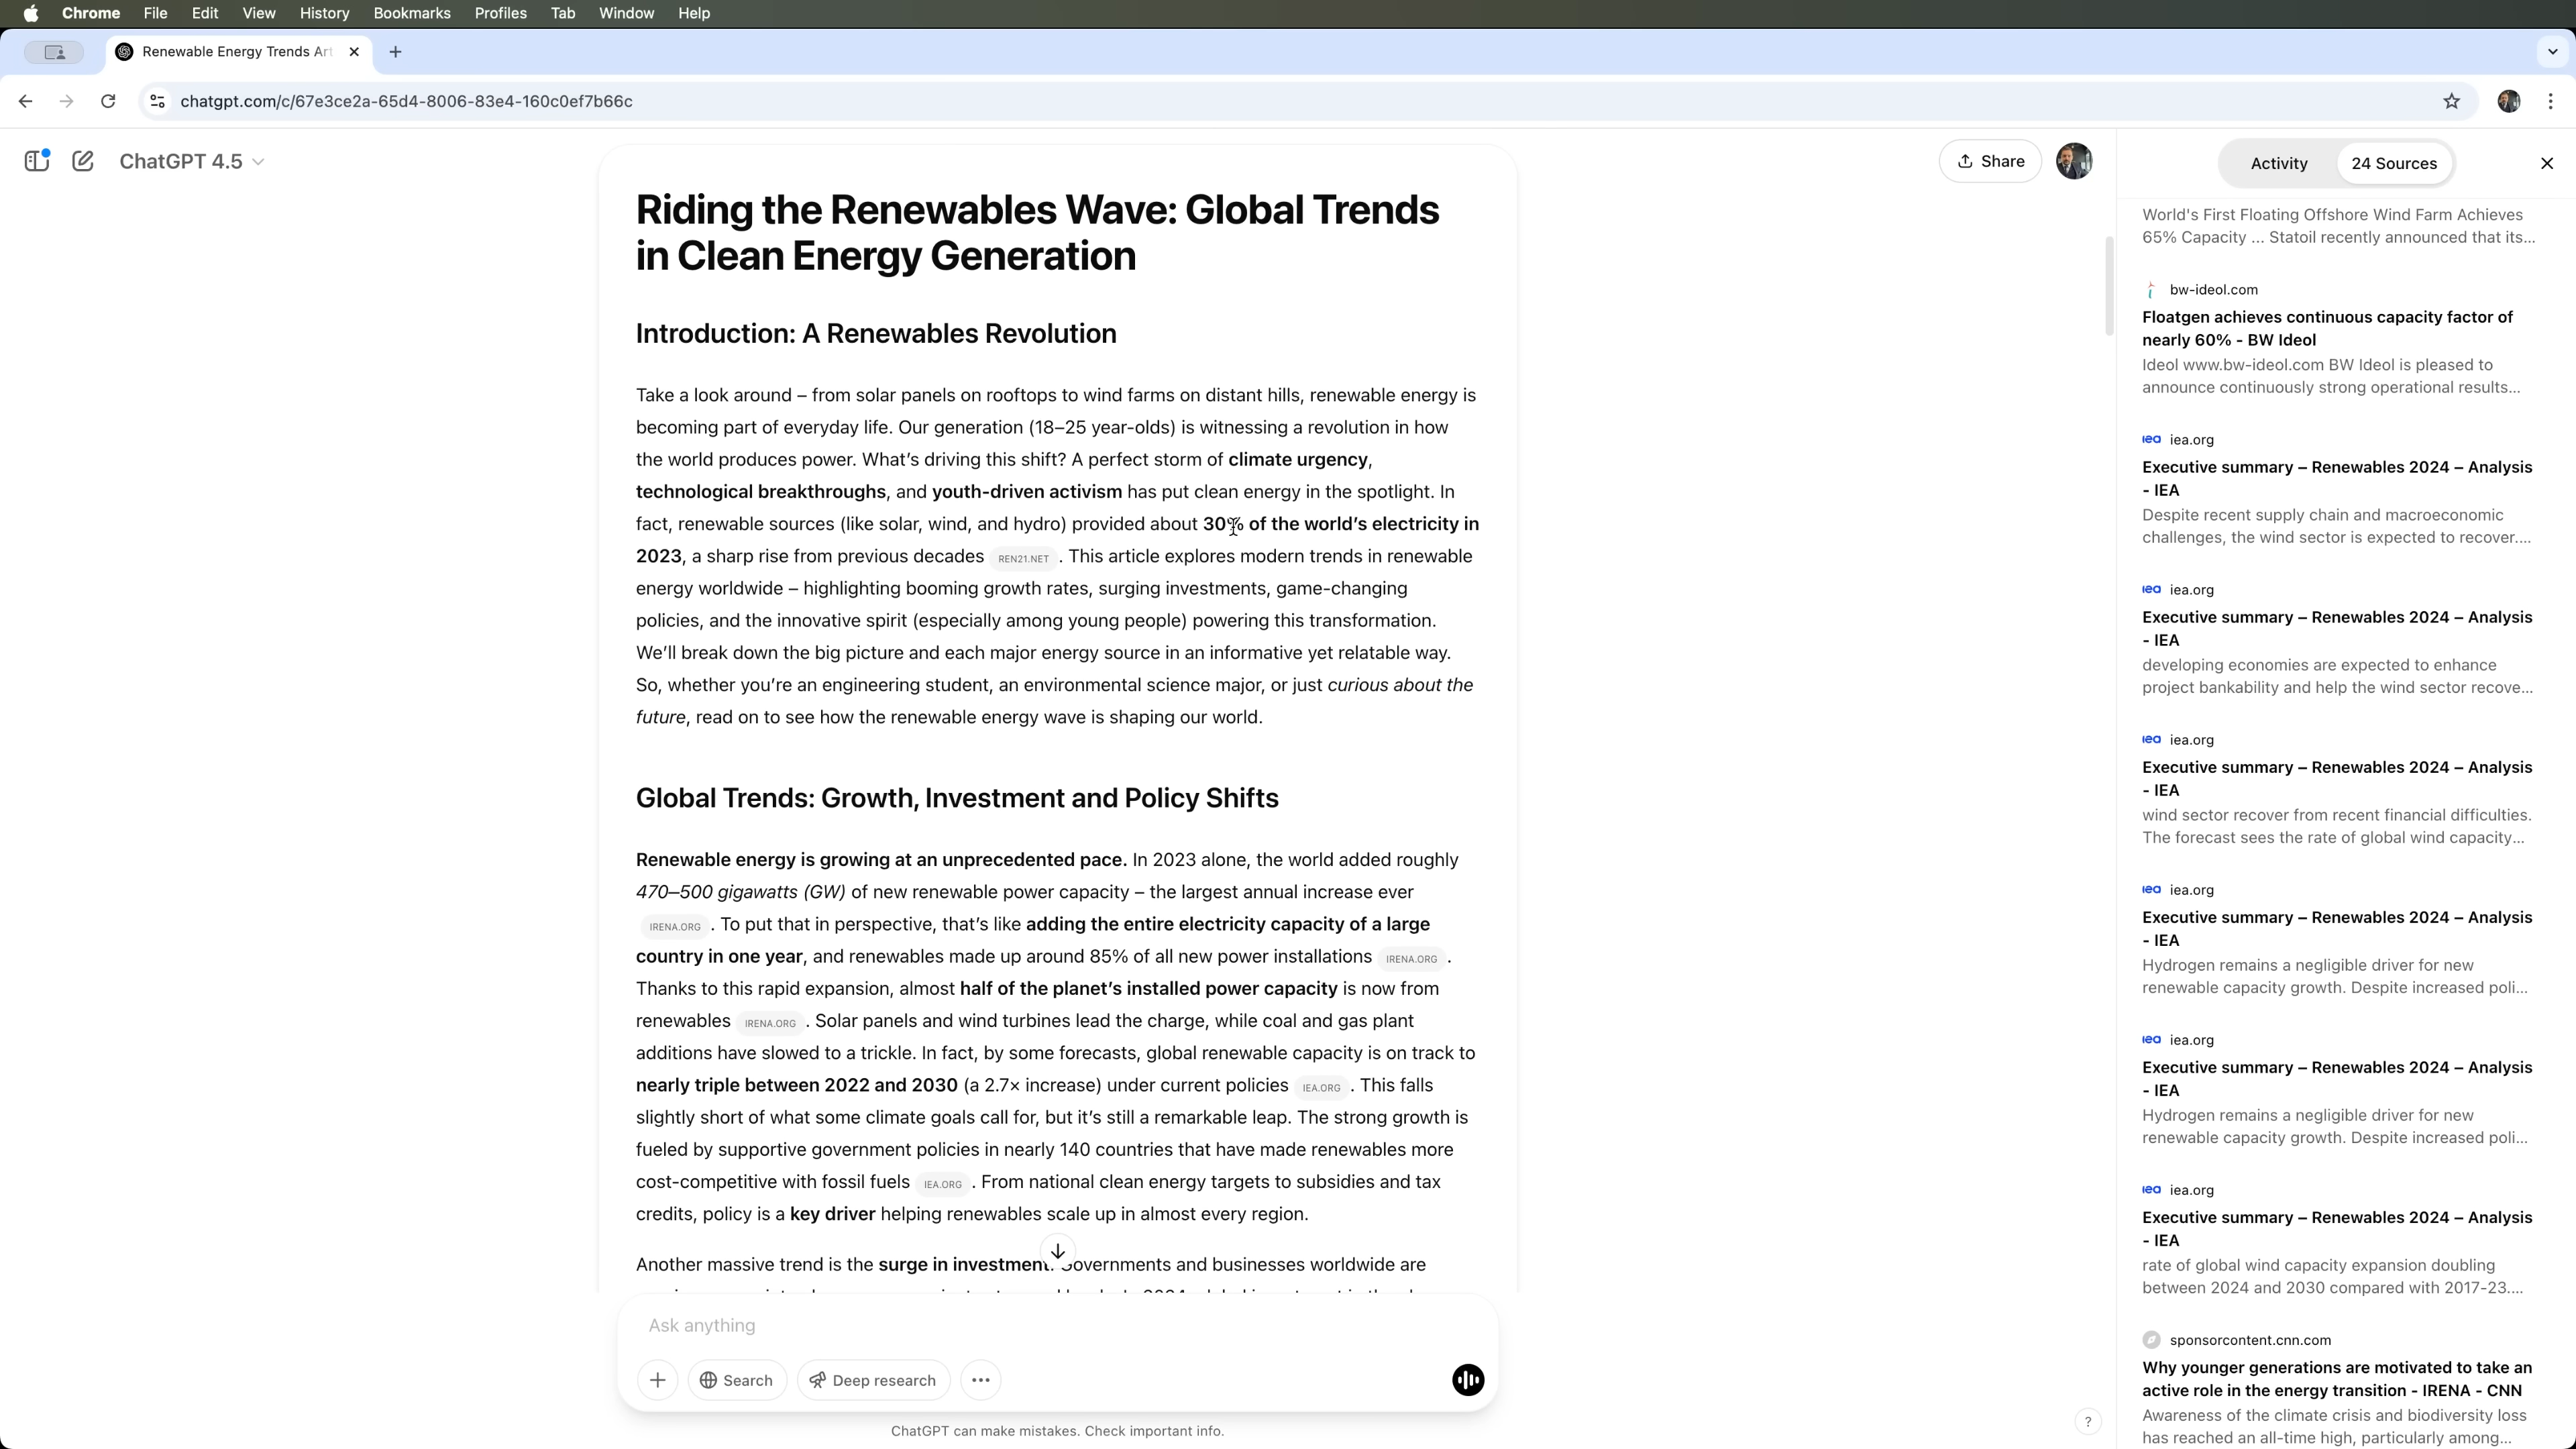 Chrome File Edit View History Bookmarks Profiles Tab Window Help
Renewable Energy Trends Art
chatgpt.com/c/67e3ce2a-65d4-8006-83e4-160c0ef7b66c
ChatGPT 4.5
Share
Riding the Renewables Wave: Global Trends
in Clean Energy Generation
Introduction: A Renewables Revolution
Take a look around – from solar panels on rooftops to wind farms on distant hills, renewable energy is
becoming part of everyday life. Our generation (18–25 year-olds) is witnessing a revolution in how
the world produces power. What’s driving this shift? A perfect storm of climate urgency,
technological breakthroughs, and youth-driven activism has put clean energy in the spotlight. In
fact, renewable sources (like solar, wind, and hydro) provided about 30% of the world’s electricity in
2023, a sharp rise from previous decades REN21.NET . This article explores modern trends in renewable
energy worldwide – highlighting booming growth rates, surging investments, game-changing
policies, and the innovative spirit (especially among young people) powering this transformation.
We’ll break down the big picture and each major energy source in an informative yet relatable way.
So, whether you’re an engineering student, an environmental science major, or just curious about the
future, read on to see how the renewable energy wave is shaping our world.
Global Trends: Growth, Investment and Policy Shifts
Renewable energy is growing at an unprecedented pace. In 2023 alone, the world added roughly
470–500 gigawatts (GW) of new renewable power capacity – the largest annual increase ever
IRENA.ORG . To put that in perspective, that’s like adding the entire electricity capacity of a large
country in one year, and renewables made up around 85% of all new power installations IRENA.ORG .
Thanks to this rapid expansion, almost half of the planet’s installed power capacity is now from
renewables IRENA.ORG . Solar panels and wind turbines lead the charge, while coal and gas plant
additions have slowed to a trickle. In fact, by some forecasts, global renewable capacity is on track to
nearly triple between 2022 and 2030 (a 2.7× increase) under current policies IEA.ORG . This falls
slightly short of what some climate goals call for, but it’s still a remarkable leap. The strong growth is
fueled by supportive government policies in nearly 140 countries that have made renewables more
cost-competitive with fossil fuels IEA.ORG . From national clean energy targets to subsidies and tax
credits, policy is a key driver helping renewables scale up in almost every region.
Another massive trend is the surge in investment. Governments and businesses worldwide are
Ask anything
Search Deep research
ChatGPT can make mistakes. Check important info.
?
Activity 24 Sources
World's First Floating Offshore Wind Farm Achieves
65% Capacity ... Statoil recently announced that its...
bw-ideol.com
Floatgen achieves continuous capacity factor of
nearly 60% - BW Ideol
Ideol www.bw-ideol.com BW Ideol is pleased to
announce continuously strong operational results...
iea iea.org
Executive summary – Renewables 2024 – Analysis
- IEA
Despite recent supply chain and macroeconomic
challenges, the wind sector is expected to recover....
iea iea.org
Executive summary – Renewables 2024 – Analysis
- IEA
developing economies are expected to enhance
project bankability and help the wind sector recove...
iea iea.org
Executive summary – Renewables 2024 – Analysis
- IEA
wind sector recover from recent financial difficulties.
The forecast sees the rate of global wind capacity...
iea iea.org
Executive summary – Renewables 2024 – Analysis
- IEA
Hydrogen remains a negligible driver for new
renewable capacity growth. Despite increased poli...
iea iea.org
Executive summary – Renewables 2024 – Analysis
- IEA
Hydrogen remains a negligible driver for new
renewable capacity growth. Despite increased poli...
iea iea.org
Executive summary – Renewables 2024 – Analysis
- IEA
rate of global wind capacity expansion doubling
between 2024 and 2030 compared with 2017-23....
sponsorcontent.cnn.com
Why younger generations are motivated to take an
active role in the energy transition - IRENA - CNN
Awareness of the climate crisis and biodiversity loss
has reached an all-time high, particularly among...